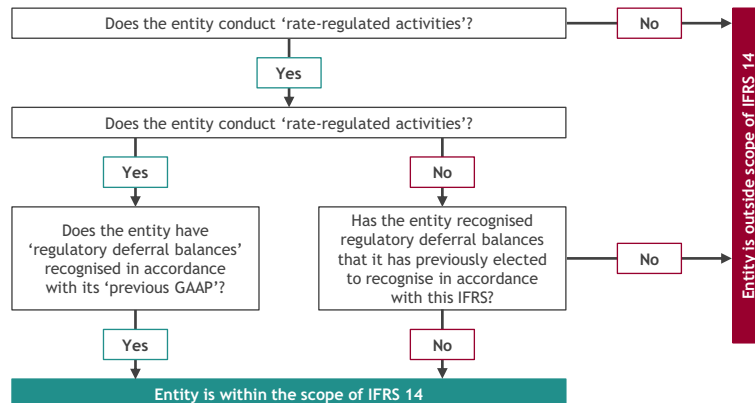 Does the entity conduct ‘rate-regulated activities’?
No
Yes
Does the entity conduct ‘rate-regulated activities’?
Yes
No
Does the entity have
‘regulatory deferral balances’
recognised in accordance
with its ‘previous GAAP’?
Has the entity recognised
regulatory deferral balances
that it has previously elected
to recognise in accordance
with this IFRS?
No
Yes
No
Entity is within the scope of IFRS 14
Entity is outside scope of IFRS 14